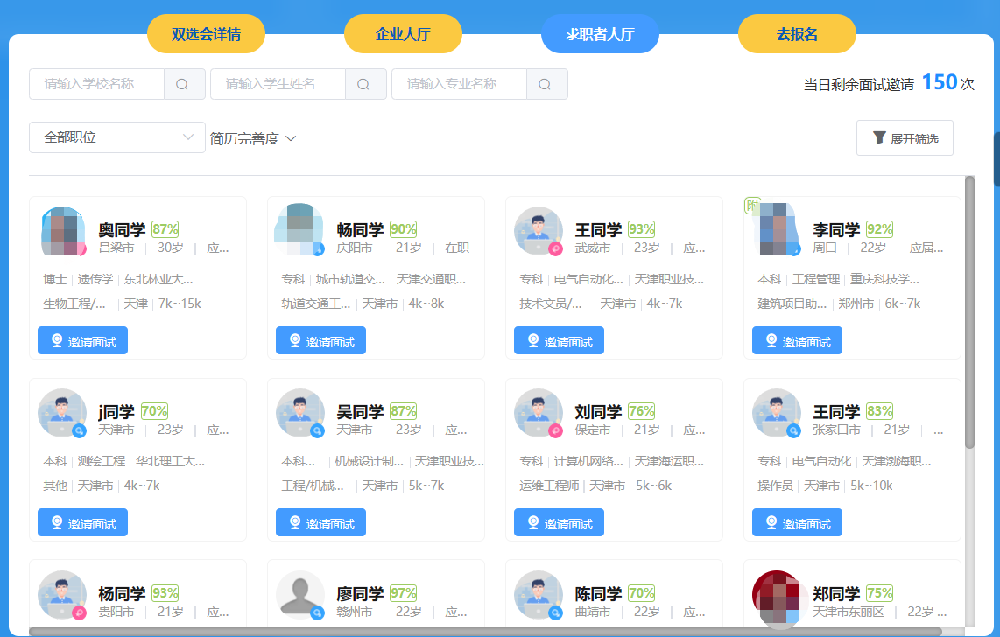 双选会详情 企业大厅 求职者大厅 去报名
请输入学校名称 请输入学生姓名 请输入专业名称 当日剩余面试邀请 150 次
全部职位 简历完善度 展开筛选
奥同学 87%
吕梁市 | 30岁 | 应...
博士 | 遗传学 | 东北林业大...
生物工程/... | 天津 | 7k~15k
邀请面试
畅同学 90%
庆阳市 | 21岁 | 在职
专科 | 城市轨道交... | 天津交通职...
轨道交通工... | 天津市 | 4k~8k
邀请面试
王同学 93%
武威市 | 23岁 | 应...
专科 | 电气自动化... | 天津职业技...
技术文员/... | 天津市 | 4k~7k
邀请面试
附
李同学 92%
周口 | 22岁 | 应届...
本科 | 工程管理 | 重庆科技学...
建筑项目助... | 郑州市 | 6k~7k
邀请面试
j同学 70%
天津市 | 23岁 | 应...
本科 | 测绘工程 | 华北理工大...
其他 | 天津市 | 4k~7k
邀请面试
吴同学 87%
天津市 | 23岁 | 应...
本科... | 机械设计制... | 天津职业技...
工程/机械... | 天津市 | 5k~7k
邀请面试
刘同学 76%
保定市 | 21岁 | 应...
专科 | 计算机网络... | 天津海运职...
运维工程师 | 天津市 | 5k~6k
邀请面试
王同学 83%
张家口市 | 21岁 | ...
专科 | 电气自动化 | 天津渤海职...
操作员 | 天津市 | 5k~10k
邀请面试
杨同学 93%
贵阳市 | 21岁 | 应...
廖同学 97%
赣州市 | 22岁 | 应...
陈同学 70%
曲靖市 | 22岁 | 应...
郑同学 75%
天津市东丽区 | 22岁 ...